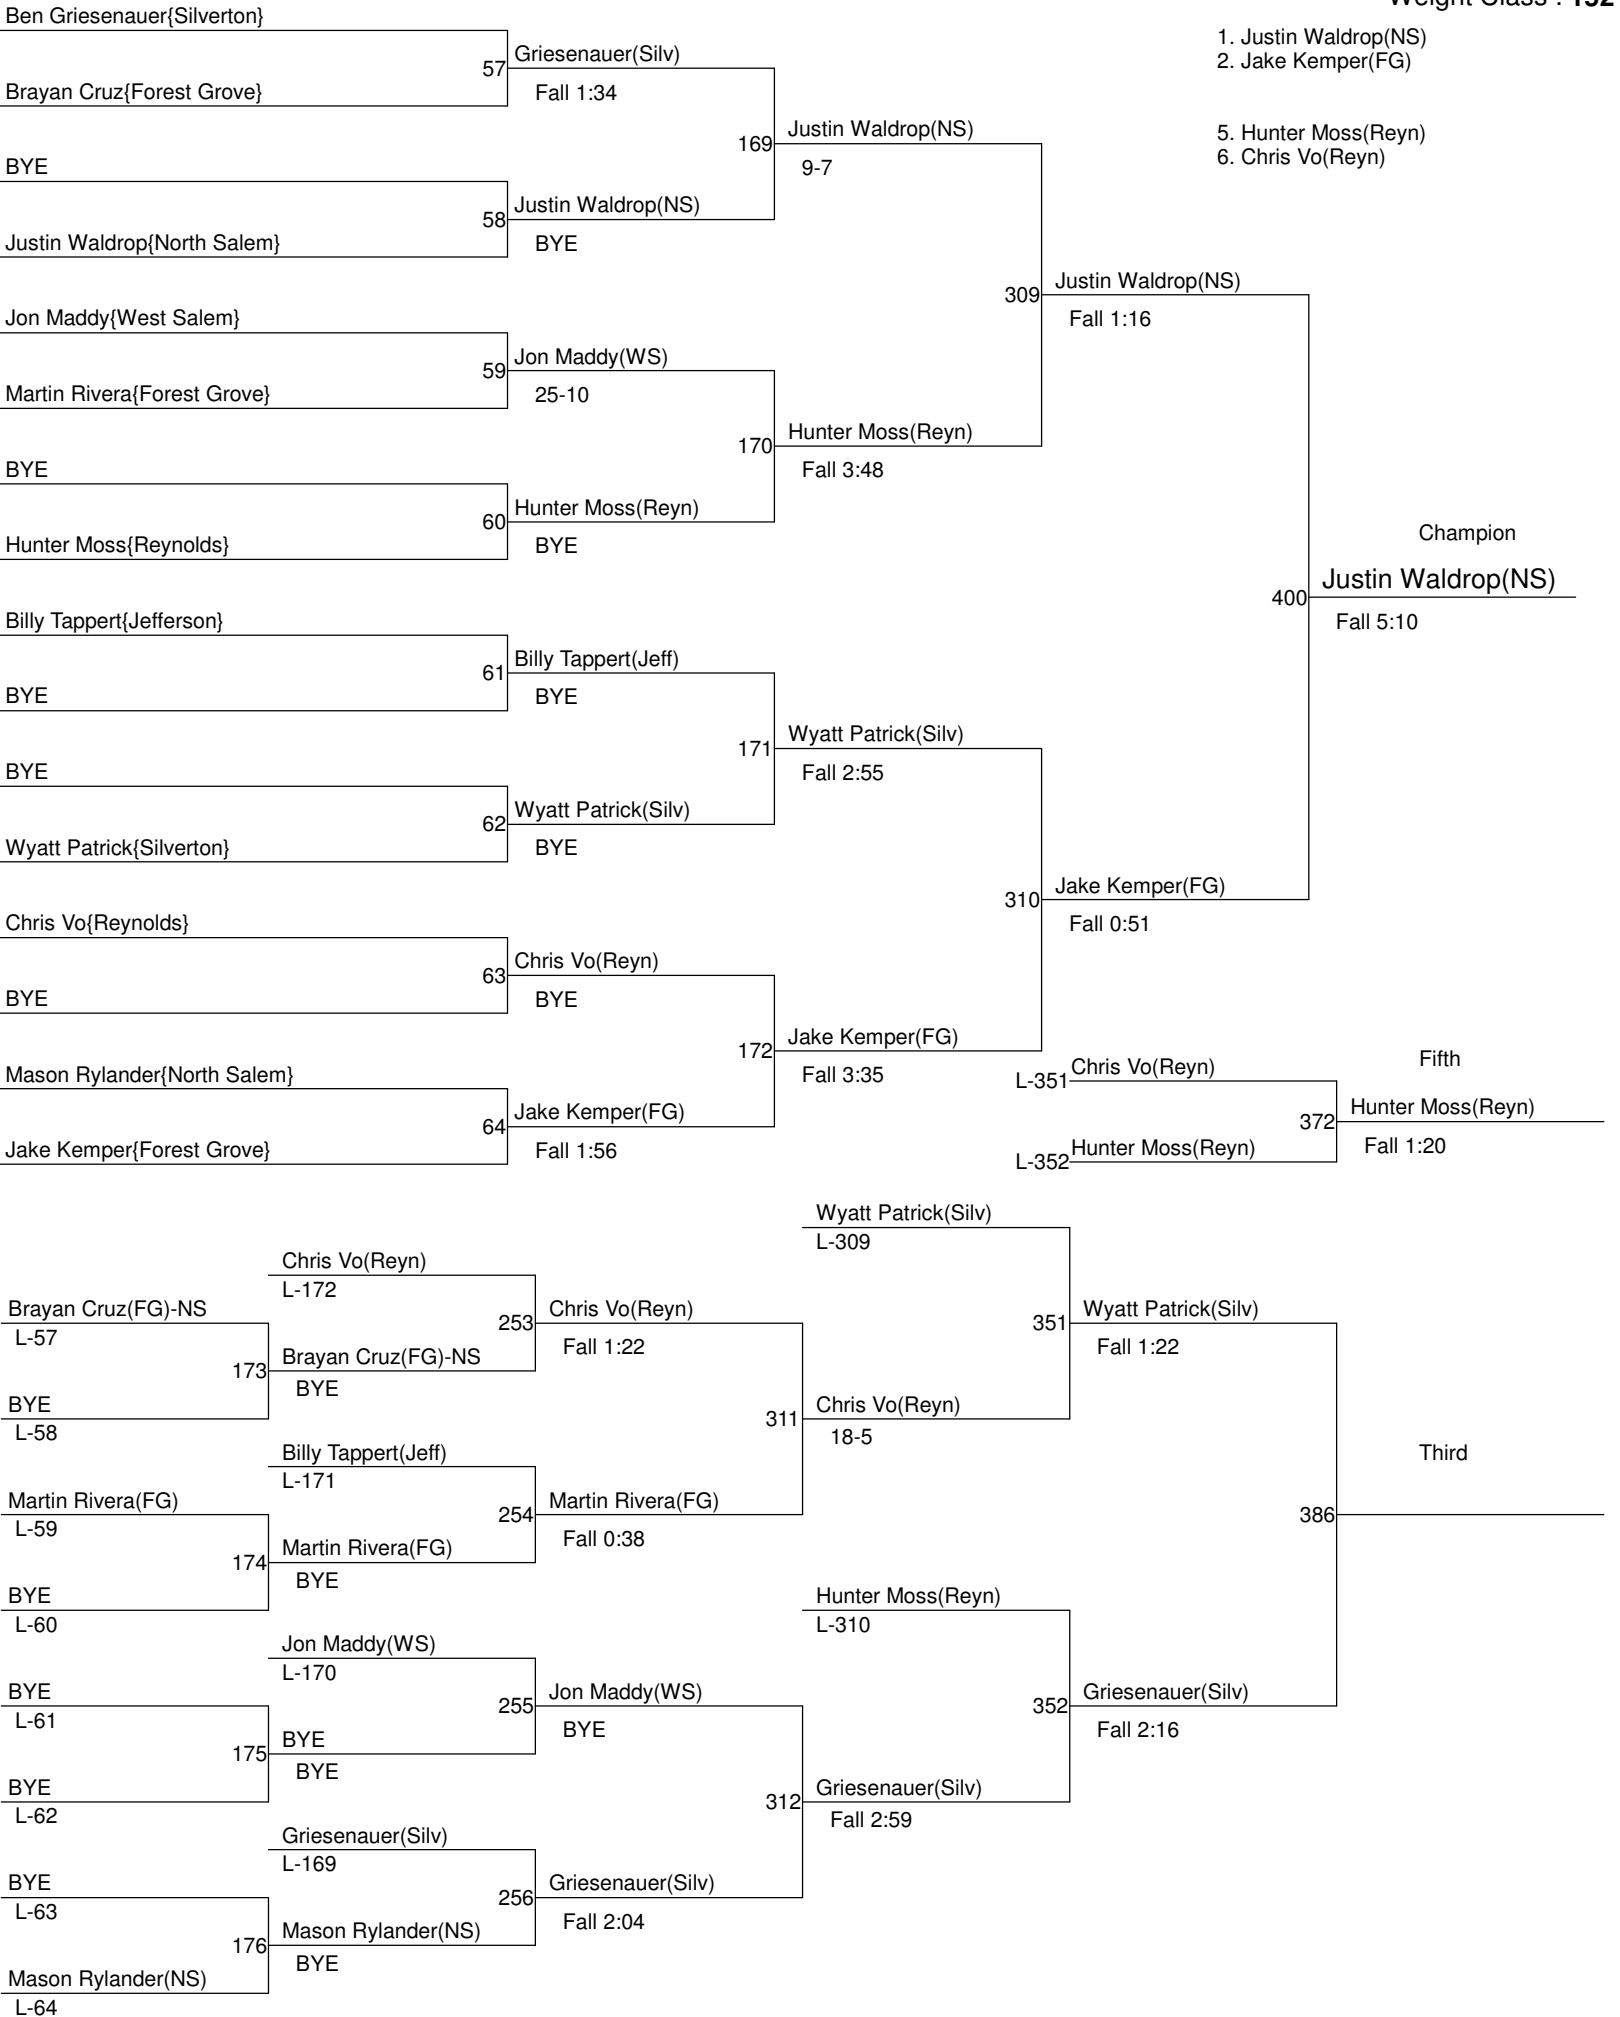 Weight Class : 152
1. Justin Waldrop(NS)
2. Jake Kemper(FG)
5. Hunter Moss(Reyn)
6. Chris Vo(Reyn)
Ben Griesenauer{Silverton}
57
Griesenauer(Silv)
Fall 1:34
Brayan Cruz{Forest Grove}
169
Justin Waldrop(NS)
9-7
BYE
58
Justin Waldrop(NS)
BYE
Justin Waldrop{North Salem}
309
Justin Waldrop(NS)
Fall 1:16
Jon Maddy{West Salem}
59
Jon Maddy(WS)
25-10
Martin Rivera{Forest Grove}
170
Hunter Moss(Reyn)
Fall 3:48
BYE
60
Hunter Moss(Reyn)
BYE
Hunter Moss{Reynolds}
Champion
400
Justin Waldrop(NS)
Fall 5:10
Billy Tappert{Jefferson}
61
Billy Tappert(Jeff)
BYE
BYE
171
Wyatt Patrick(Silv)
Fall 2:55
BYE
62
Wyatt Patrick(Silv)
BYE
Wyatt Patrick{Silverton}
310
Jake Kemper(FG)
Fall 0:51
Chris Vo{Reynolds}
63
Chris Vo(Reyn)
BYE
BYE
172
Jake Kemper(FG)
Fall 3:35
Mason Rylander{North Salem}
64
Jake Kemper(FG)
Fall 1:56
Jake Kemper{Forest Grove}
L-351
Chris Vo(Reyn)
Fifth
372
Hunter Moss(Reyn)
Fall 1:20
L-352
Hunter Moss(Reyn)
Wyatt Patrick(Silv)
L-309
Chris Vo(Reyn)
L-172
Brayan Cruz(FG)-NS
L-57
253
Chris Vo(Reyn)
Fall 1:22
351
Wyatt Patrick(Silv)
Fall 1:22
173
Brayan Cruz(FG)-NS
BYE
BYE
L-58
311
Chris Vo(Reyn)
18-5
Billy Tappert(Jeff)
L-171
Third
Martin Rivera(FG)
L-59
254
Martin Rivera(FG)
Fall 0:38
386
174
Martin Rivera(FG)
BYE
BYE
L-60
Hunter Moss(Reyn)
L-310
Jon Maddy(WS)
L-170
BYE
L-61
255
Jon Maddy(WS)
BYE
352
Griesenauer(Silv)
Fall 2:16
175
BYE
BYE
BYE
L-62
312
Griesenauer(Silv)
Fall 2:59
Griesenauer(Silv)
L-169
BYE
L-63
256
Griesenauer(Silv)
Fall 2:04
176
Mason Rylander(NS)
BYE
Mason Rylander(NS)
L-64